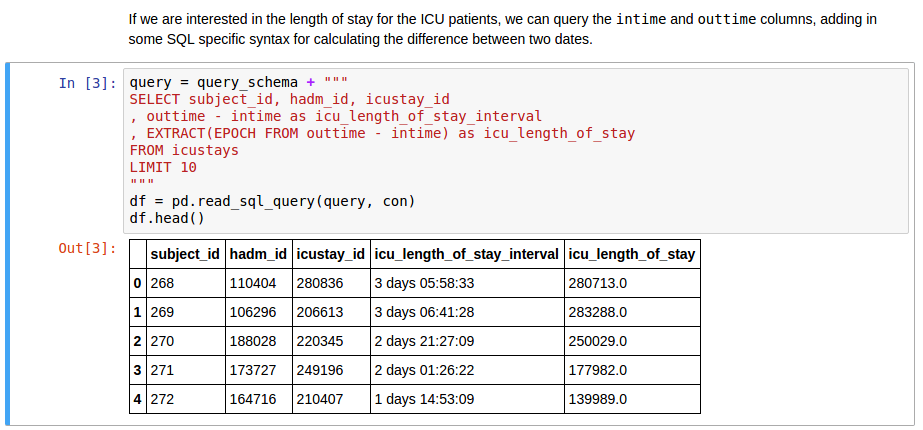 If we are interested in the length of stay for the ICU patients, we can query the intime and outtime columns, adding in
some SQL specific syntax for calculating the difference between two dates.
In [3]: query = query_schema + """
SELECT subject_id, hadm_id, icustay_id
, outtime - intime as icu_length_of_stay_interval
, EXTRACT(EPOCH FROM outtime - intime) as icu_length_of_stay
FROM icustays
LIMIT 10
"""
df = pd.read_sql_query(query, con)
df.head()
Out[3]: subject_id hadm_id icustay_id icu_length_of_stay_interval icu_length_of_stay
0 268 110404 280836 3 days 05:58:33 280713.0
1 269 106296 206613 3 days 06:41:28 283288.0
2 270 188028 220345 2 days 21:27:09 250029.0
3 271 173727 249196 2 days 01:26:22 177982.0
4 272 164716 210407 1 days 14:53:09 139989.0